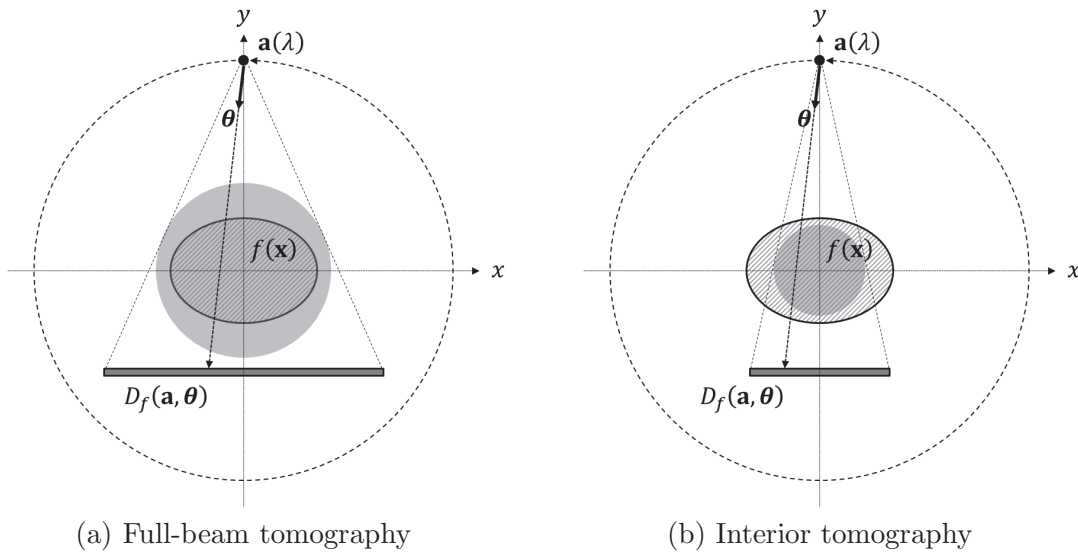 y
a(λ)
θ
f(x)
x
D_f(a, θ)
(a) Full-beam tomography
y
a(λ)
θ
f(x)
x
D_f(a, θ)
(b) Interior tomography